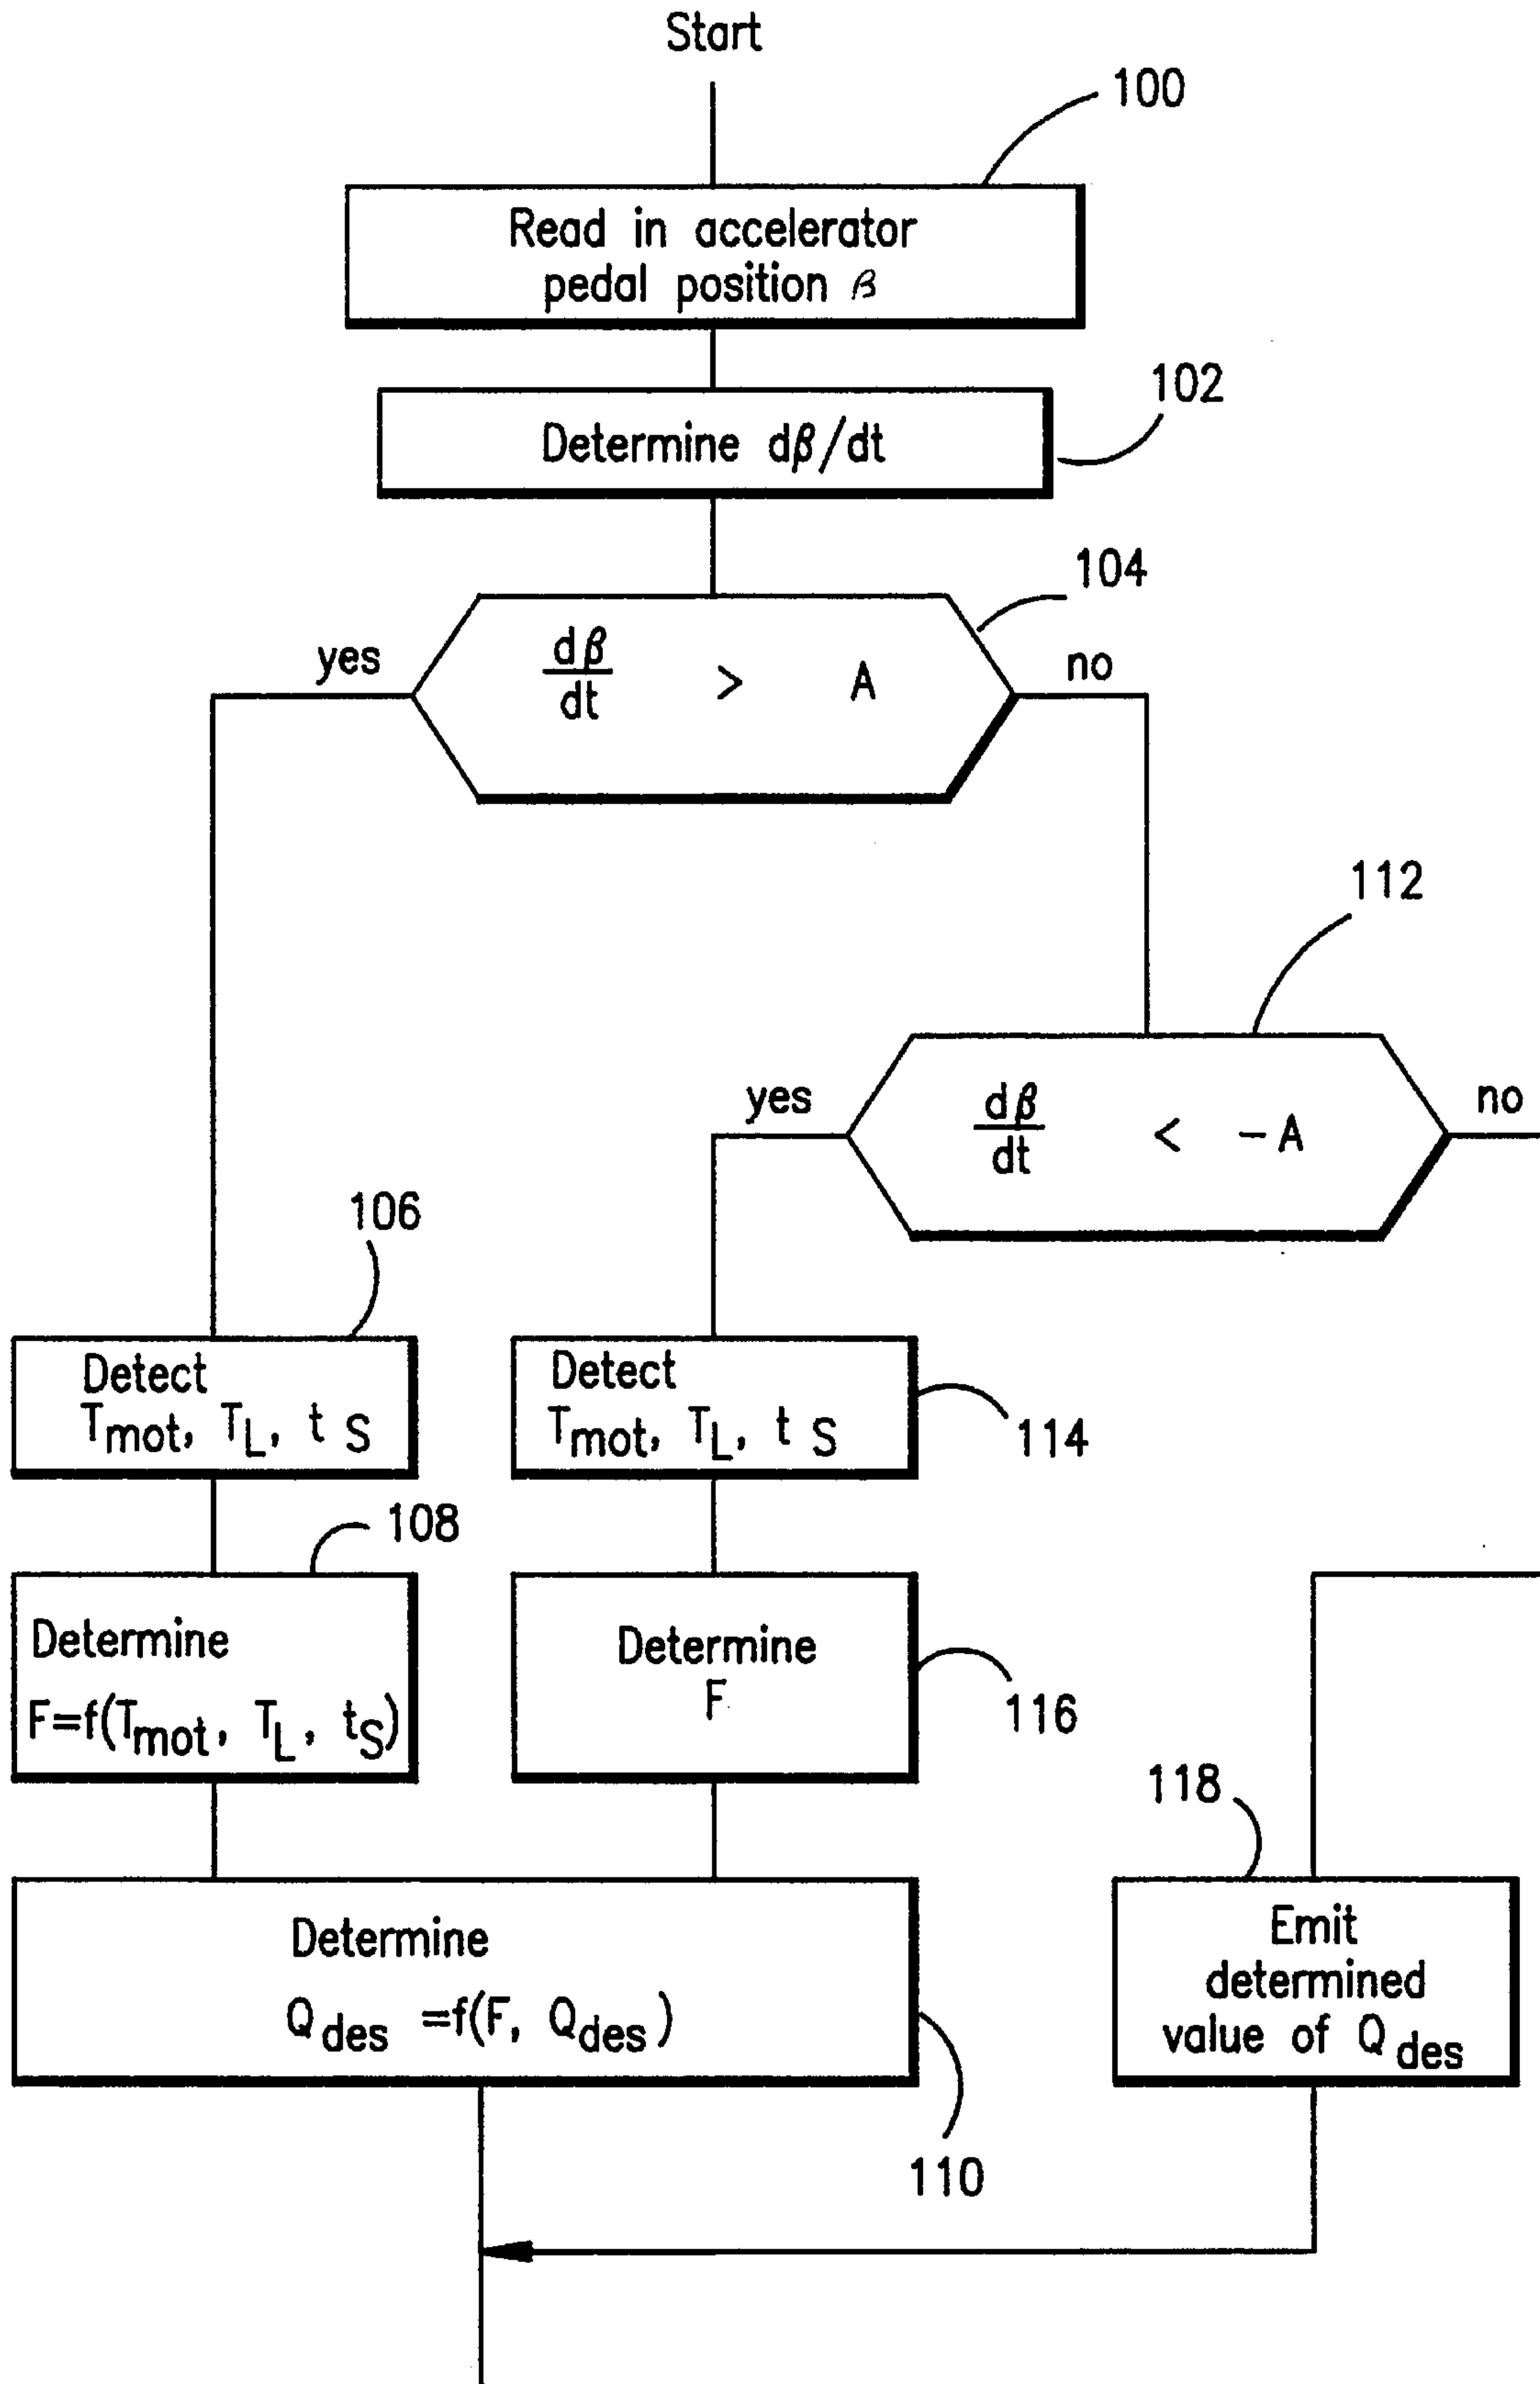 Start
100
Read in accelerator
pedal position β
102
Determine dβ/dt
104
yes
dβ
dt
> A
no
112
yes
dβ
dt
< -A
no
106
Detect
Tmot, TL, t S
Detect
Tmot, TL, t S
114
108
Determine
F=f(Tmot, TL, tS)
Determine
F
116
118
Determine
Qdes =f(F, Qdes)
Emit
determined
value of Qdes
110